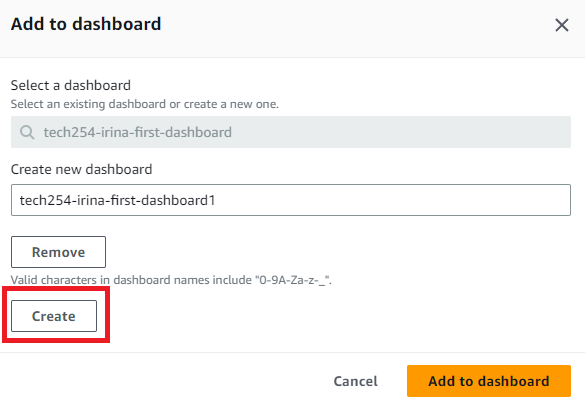 Add to dashboard
Select a dashboard
Select an existing dashboard or create a new one.
tech254-irina-first-dashboard
Create new dashboard
tech254-irina-first-dashboard1
Remove
Valid characters in dashboard names include "0-9A-Za-z-_".
Create
Cancel
Add to dashboard